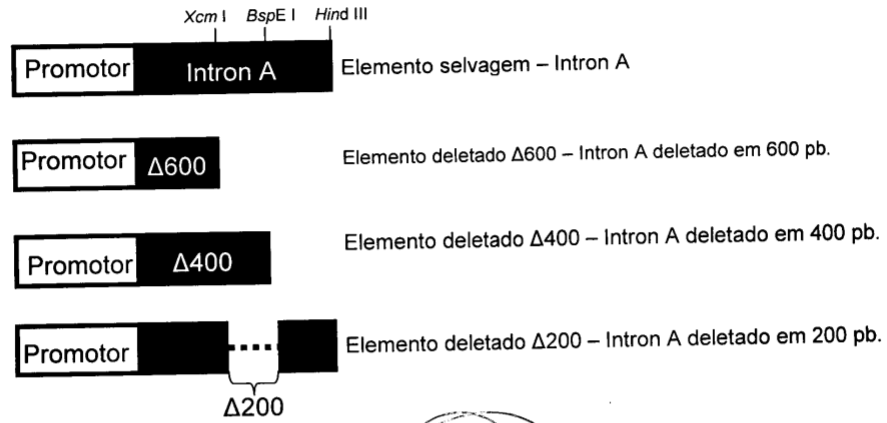 Xcm I BspE I Hind III
Promotor Intron A Elemento selvagem – Intron A
Promotor Δ600 Elemento deletado Δ600 – Intron A deletado em 600 pb.
Promotor Δ400 Elemento deletado Δ400 – Intron A deletado em 400 pb.
Promotor Elemento deletado Δ200 – Intron A deletado em 200 pb.
Δ200